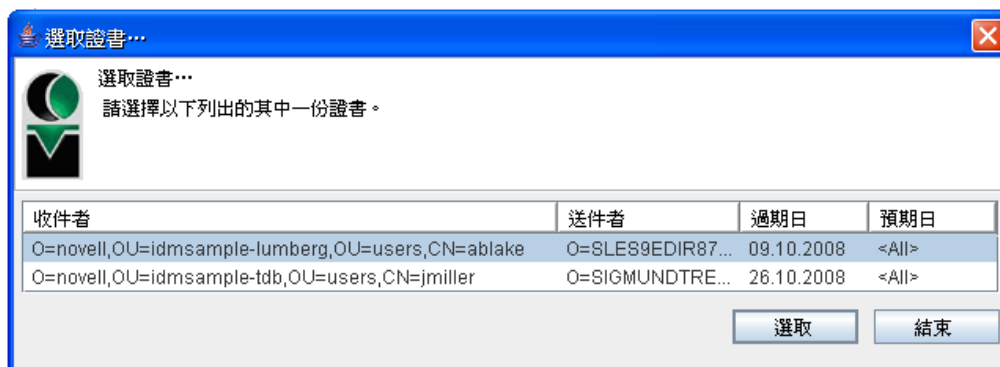 選取證書…
選取證書…
請選擇以下列出的其中一份證書。
收件者 送件者 過期日 預期日
O=novell,OU=idmsample-lumberg,OU=users,CN=ablake O=SLES9EDIR87... 09.10.2008 <All>
O=novell,OU=idmsample-tdb,OU=users,CN=jmiller O=SIGMUNDTRE... 26.10.2008 <All>
選取 結束